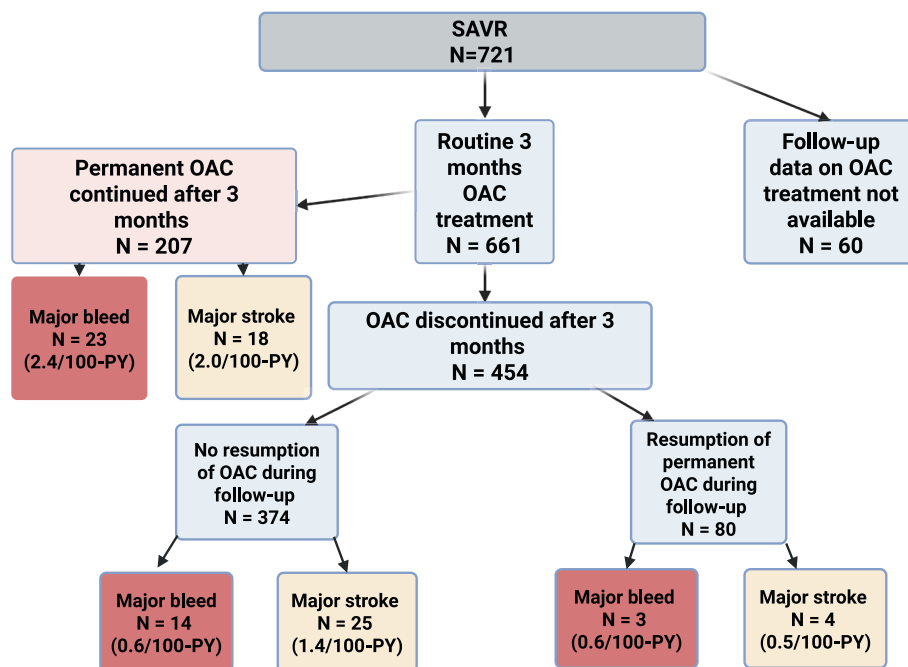 SAVR
N=721
Routine 3
months
OAC
treatment
N = 661
Follow-up
data on OAC
treatment not
available
N = 60
Permanent OAC
continued after 3
months
N = 207
Major bleed
N = 23
(2.4/100-PY)
Major stroke
N = 18
(2.0/100-PY)
OAC discontinued after 3
months
N = 454
No resumption
of OAC during
follow-up
N = 374
Resumption of
permanent
OAC during
follow-up
N = 80
Major bleed
N = 14
(0.6/100-PY)
Major stroke
N = 25
(1.4/100-PY)
Major bleed
N = 3
(0.6/100-PY)
Major stroke
N = 4
(0.5/100-PY)